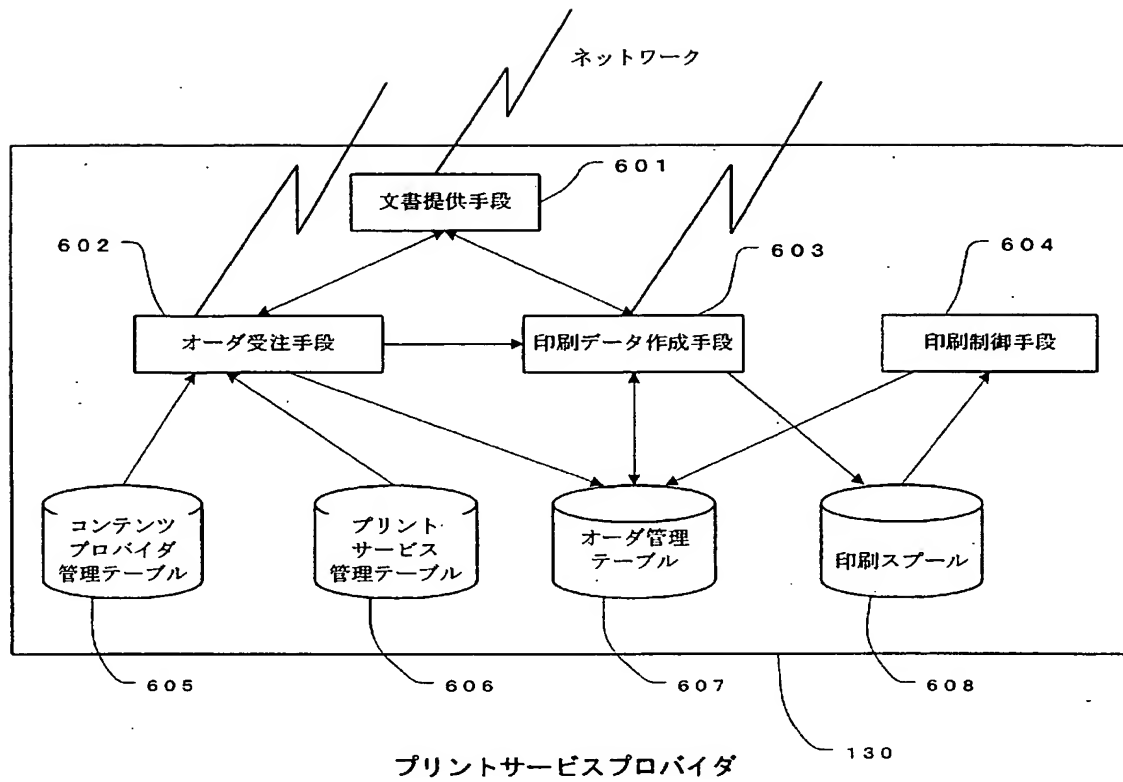 ネットワーク
601
文書提供手段
602
603
604
オーダ受注手段
印刷データ作成手段
印刷制御手段
コンテンツ
プロバイダ
管理テーブル
プリント
サービス
管理テーブル
オーダ管理
テーブル
印刷スプール
605
606
607
608
130
プリントサービスプロバイダ